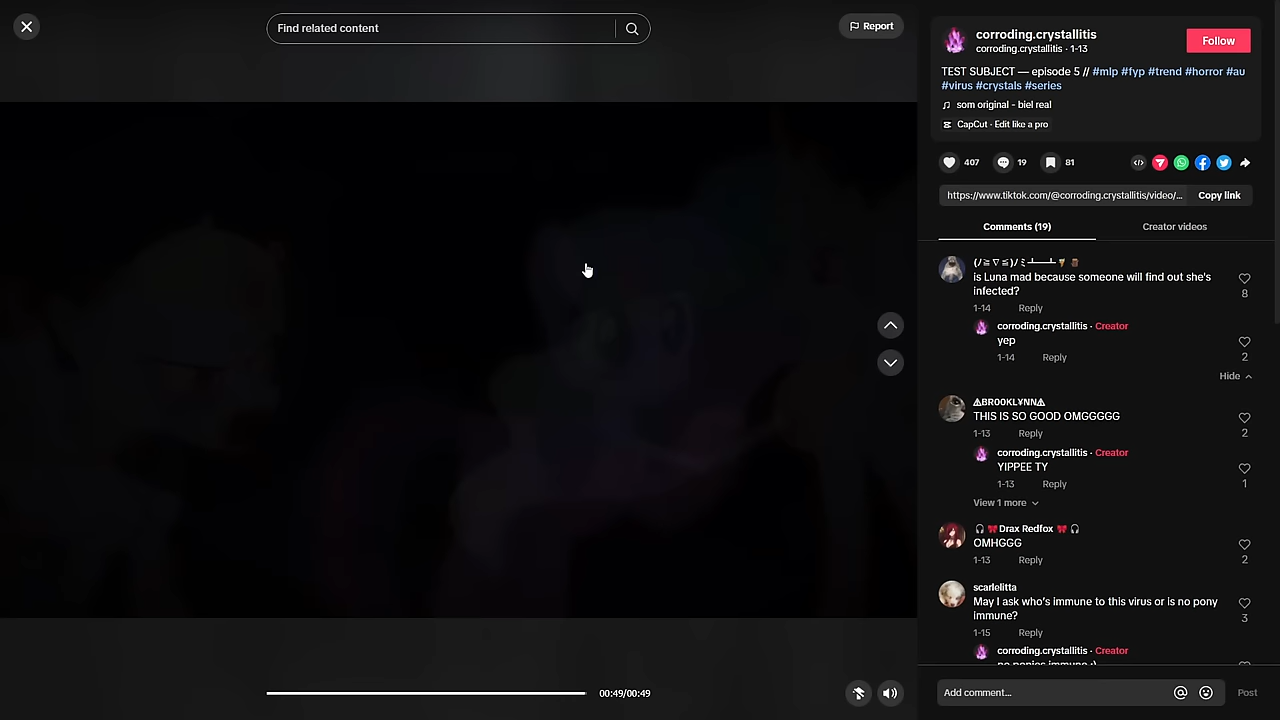 Find related content
Report
corroding.crystallitis
corroding.crystallitis · 1-13
Follow
TEST SUBJECT — episode 5 // #mlp #fyp #trend #horror #au
#virus #crystals #series
som original - biel real
CapCut · Edit like a pro
407
19
81
https://www.tiktok.com/@corroding.crystallitis/video/...
Copy link
Comments (19)
Creator videos
is Luna mad because someone will find out she's
infected?
8
1-14 Reply
corroding.crystallitis · Creator
yep
2
1-14 Reply
Hide
⚠BR00KL¥NN⚠
THIS IS SO GOOD OMGGGGG
2
1-13 Reply
corroding.crystallitis · Creator
YIPPEE TY
1
1-13 Reply
View 1 more
🎧 🎀Drax Redfox 🎀 🎧
OMHGGG
2
1-13 Reply
scarlelitta
May I ask who's immune to this virus or is no pony
immune?
3
1-15 Reply
corroding.crystallitis · Creator
no ponies immune :)
00:49/00:49
Add comment...
Post